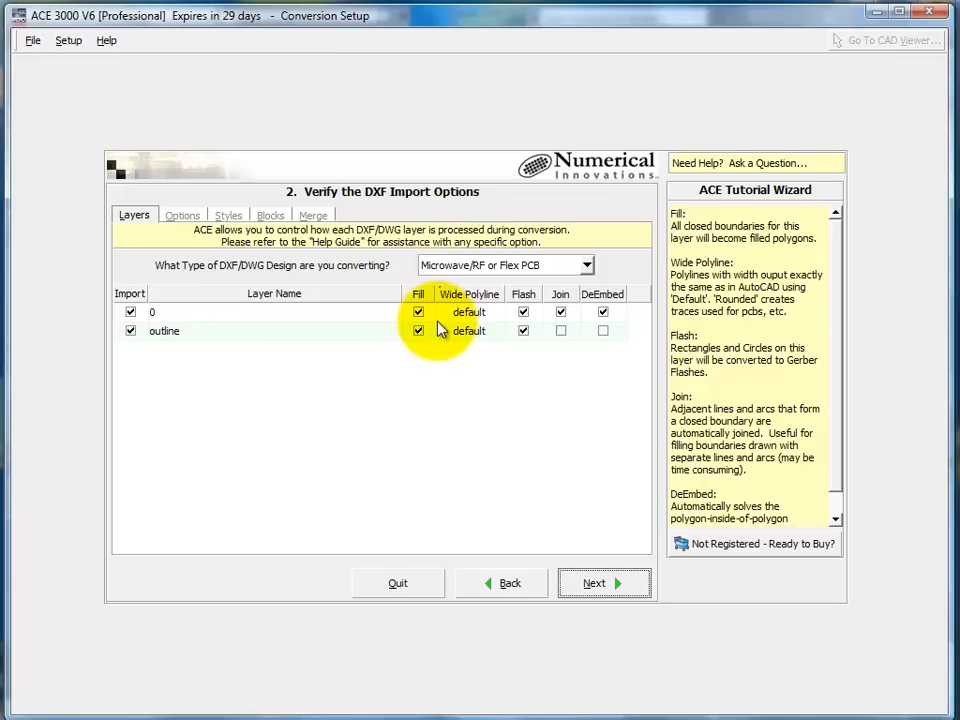 ACE 3000 V6 [Professional] Expires in 29 days - Conversion Setup
File Setup Help
Go To CAD Viewer...
Numerical
Innovations
Need Help? Ask a Question...
2. Verify the DXF Import Options
ACE Tutorial Wizard
Layers Options Styles Blocks Merge
ACE allows you to control how each DXF/DWG layer is processed during conversion.
Please refer to the "Help Guide" for assistance with any specific option.
What Type of DXF/DWG Design are you converting? Microwave/RF or Flex PCB
Import Layer Name Fill Wide Polyline Flash Join DeEmbed
0 default
outline default
Fill:
All closed boundaries for this
layer will become filled polygons.
Wide Polyline:
Polylines with width ouput exactly
the same as in AutoCAD using
'Default'. 'Rounded' creates
traces used for pcbs, etc.
Flash:
Rectangles and Circles on this
layer will be converted to Gerber
Flashes.
Join:
Adjacent lines and arcs that form
a closed boundary are
automatically joined. Useful for
filling boundaries drawn with
separate lines and arcs (may be
time consuming).
DeEmbed:
Automatically solves the
polygon-inside-of-polygon
Not Registered - Ready to Buy?
Quit Back Next